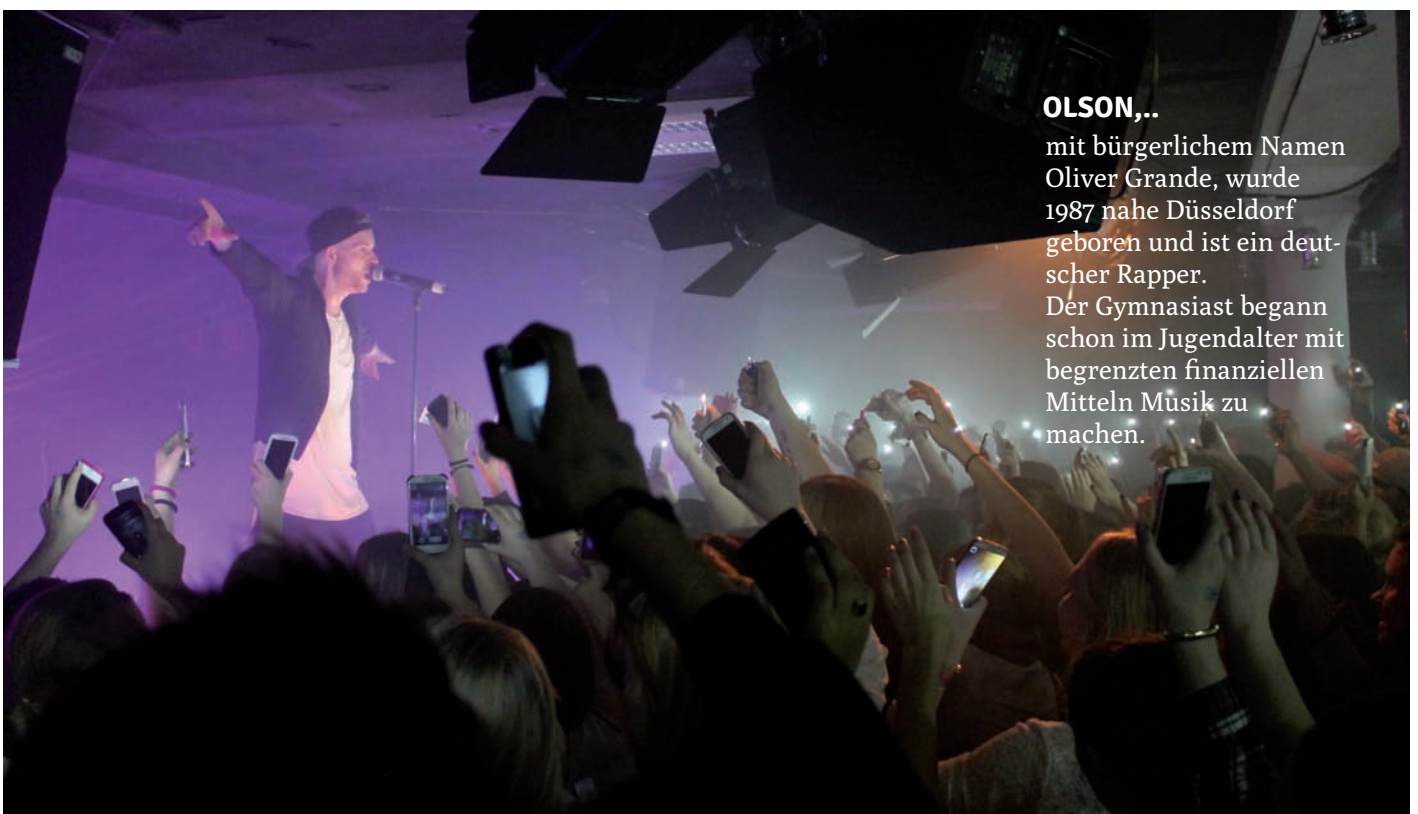 OLSON,..
mit bürgerlichem Namen
Oliver Grande, wurde
1987 nahe Düsseldorf
geboren und ist ein deut-
scher Rapper.
Der Gymnasiast begann
schon im Jugendalter mit
begrenzten finanziellen
Mitteln Musik zu
machen.